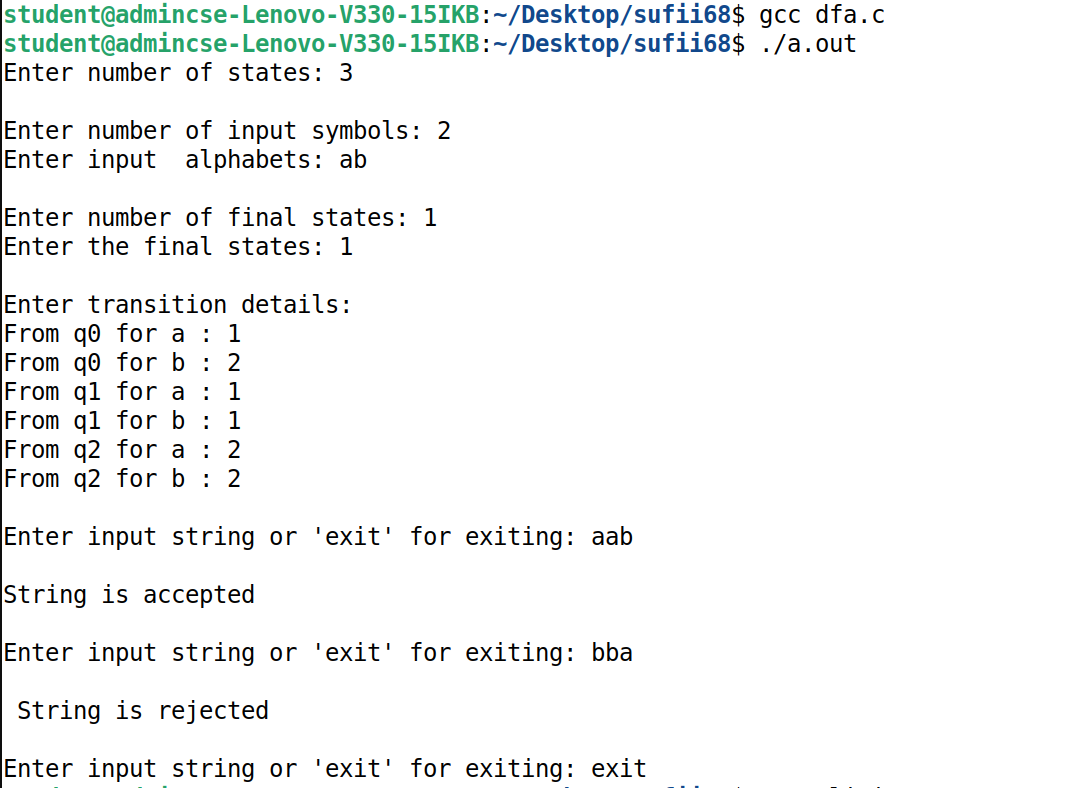 student@admincse-Lenovo-V330-15IKB:~/Desktop/sufii68$ gcc dfa.c
student@admincse-Lenovo-V330-15IKB:~/Desktop/sufii68$ ./a.out
Enter number of states: 3
Enter number of input symbols: 2
Enter input  alphabets: ab
Enter number of final states: 1
Enter the final states: 1
Enter transition details:
From q0 for a : 1
From q0 for b : 2
From q1 for a : 1
From q1 for b : 1
From q2 for a : 2
From q2 for b : 2
Enter input string or 'exit' for exiting: aab
String is accepted
Enter input string or 'exit' for exiting: bba
 String is rejected
Enter input string or 'exit' for exiting: exit